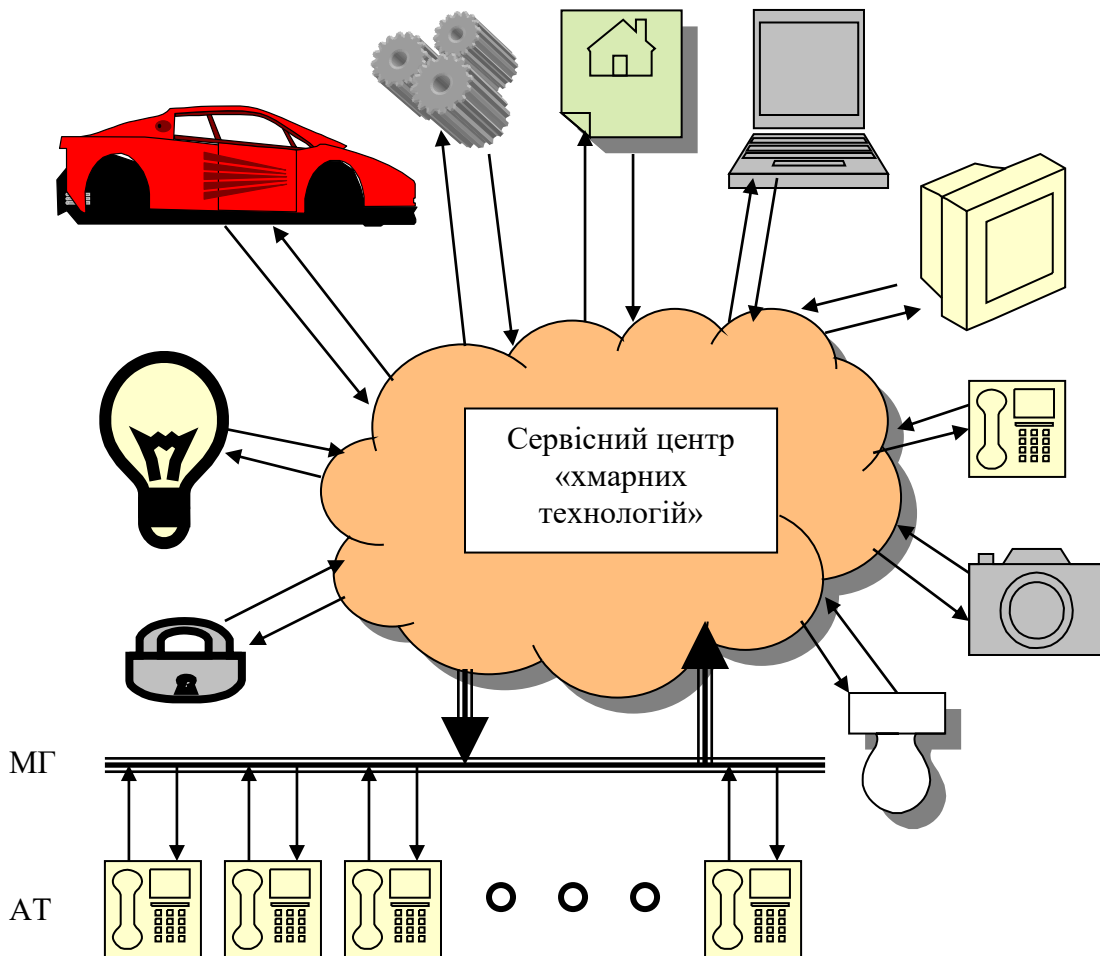 Сервісний центр
«хмарних
технологій»
МГ
АТ